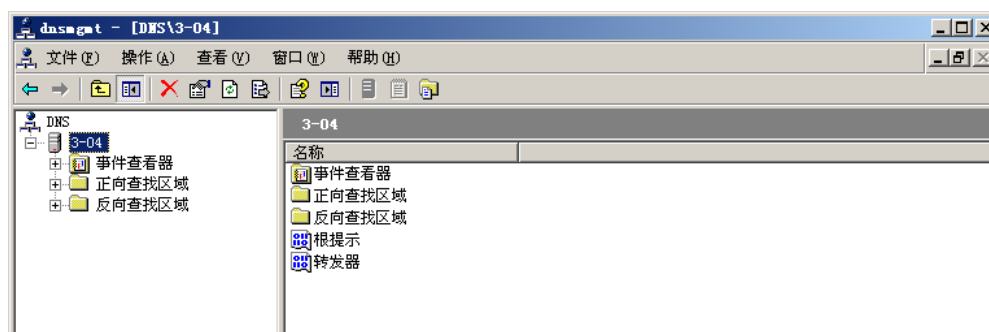 dnsmgmt - [DNS\3-04]
文件(F) 操作(A) 查看(V) 窗口(W) 帮助(H)
DNS
3-04
事件查看器
正向查找区域
反向查找区域
3-04
名称
事件查看器
正向查找区域
反向查找区域
根提示
转发器